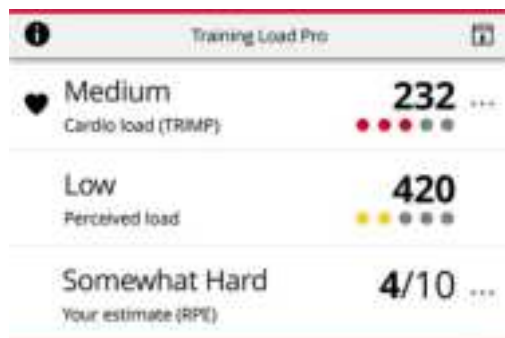 Training Load Pro
Medium
232 ...
Cardio load (TRIMP)
Low
420
Perceived load
Somewhat Hard
4/10 ...
Your estimate (RPE)